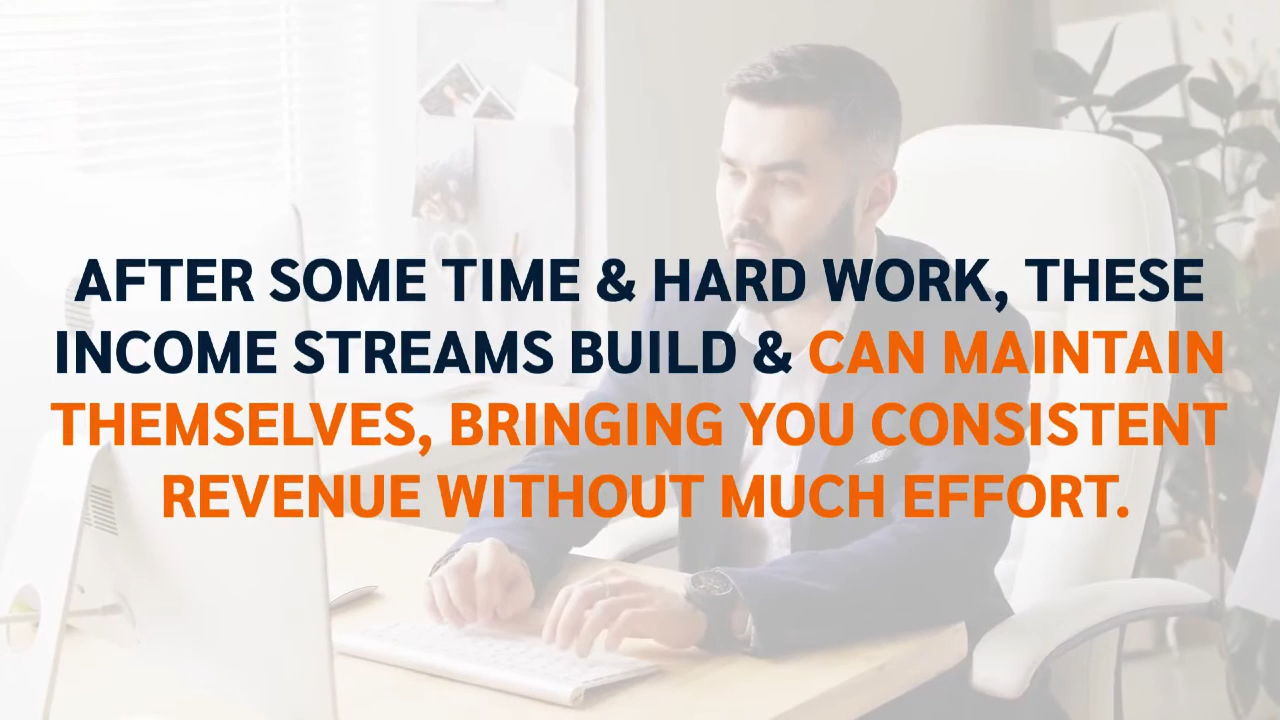 AFTER SOME TIME & HARD WORK, THESE
INCOME STREAMS BUILD & CAN MAINTAIN
THEMSELVES, BRINGING YOU CONSISTENT
REVENUE WITHOUT MUCH EFFORT.